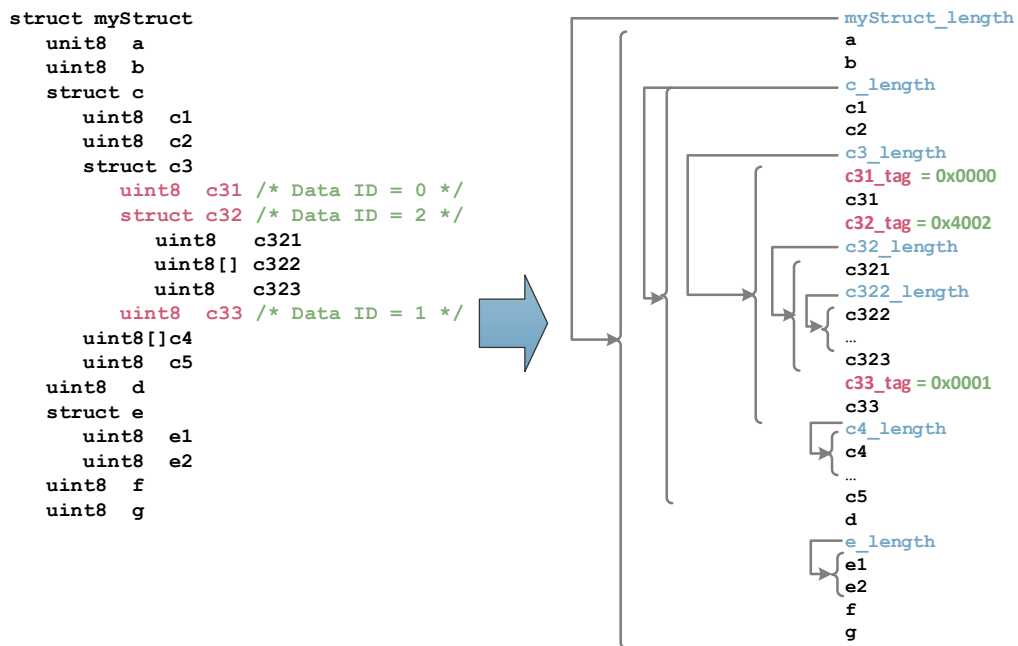 struct myStruct
unit8 a
uint8 b
struct c
uint8 c1
uint8 c2
struct c3
uint8 c31 /* Data ID = 0 */
struct c32 /* Data ID = 2 */
uint8 c321
uint8[] c322
uint8 c323
uint8 c33 /* Data ID = 1 */
uint8[]c4
uint8 c5
uint8 d
struct e
uint8 e1
uint8 e2
uint8 f
uint8 g
myStruct_length
a
b
c_length
c1
c2
c3_length
c31_tag = 0x0000
c31
c32_tag = 0x4002
c32_length
c321
c322_length
c322
…
c323
c33_tag = 0x0001
c33
c4_length
c4
…
c5
d
e_length
e1
e2
f
g